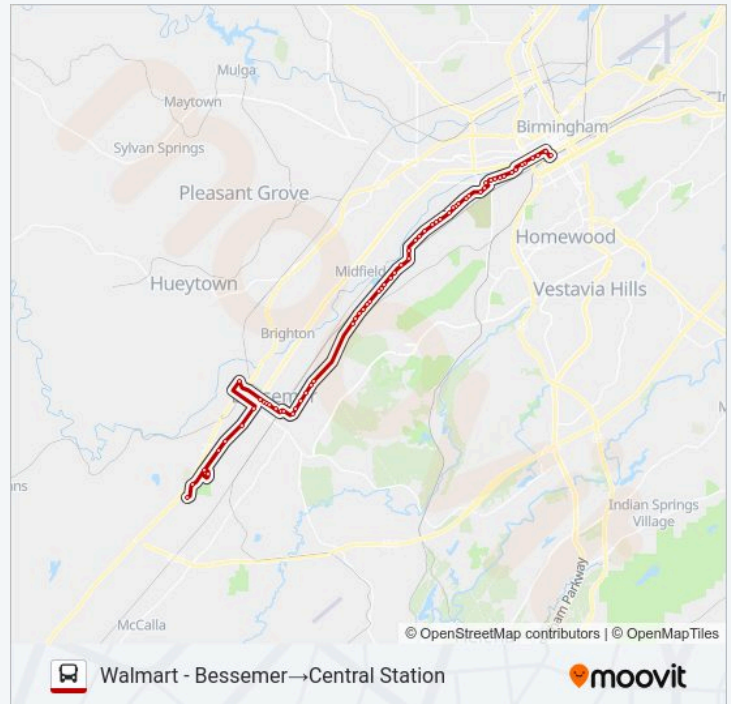 Mulga
Maytown
Birmingham
Sylvan Springs
Pleasant Grove
Homewood
Hueytown
Midfield
Vestavia Hills
Brighton
Indian Springs
Village
McCalla
© OpenStreetMap contributors | © OpenMapTiles
Walmart - Bessemer→Central Station
moovit